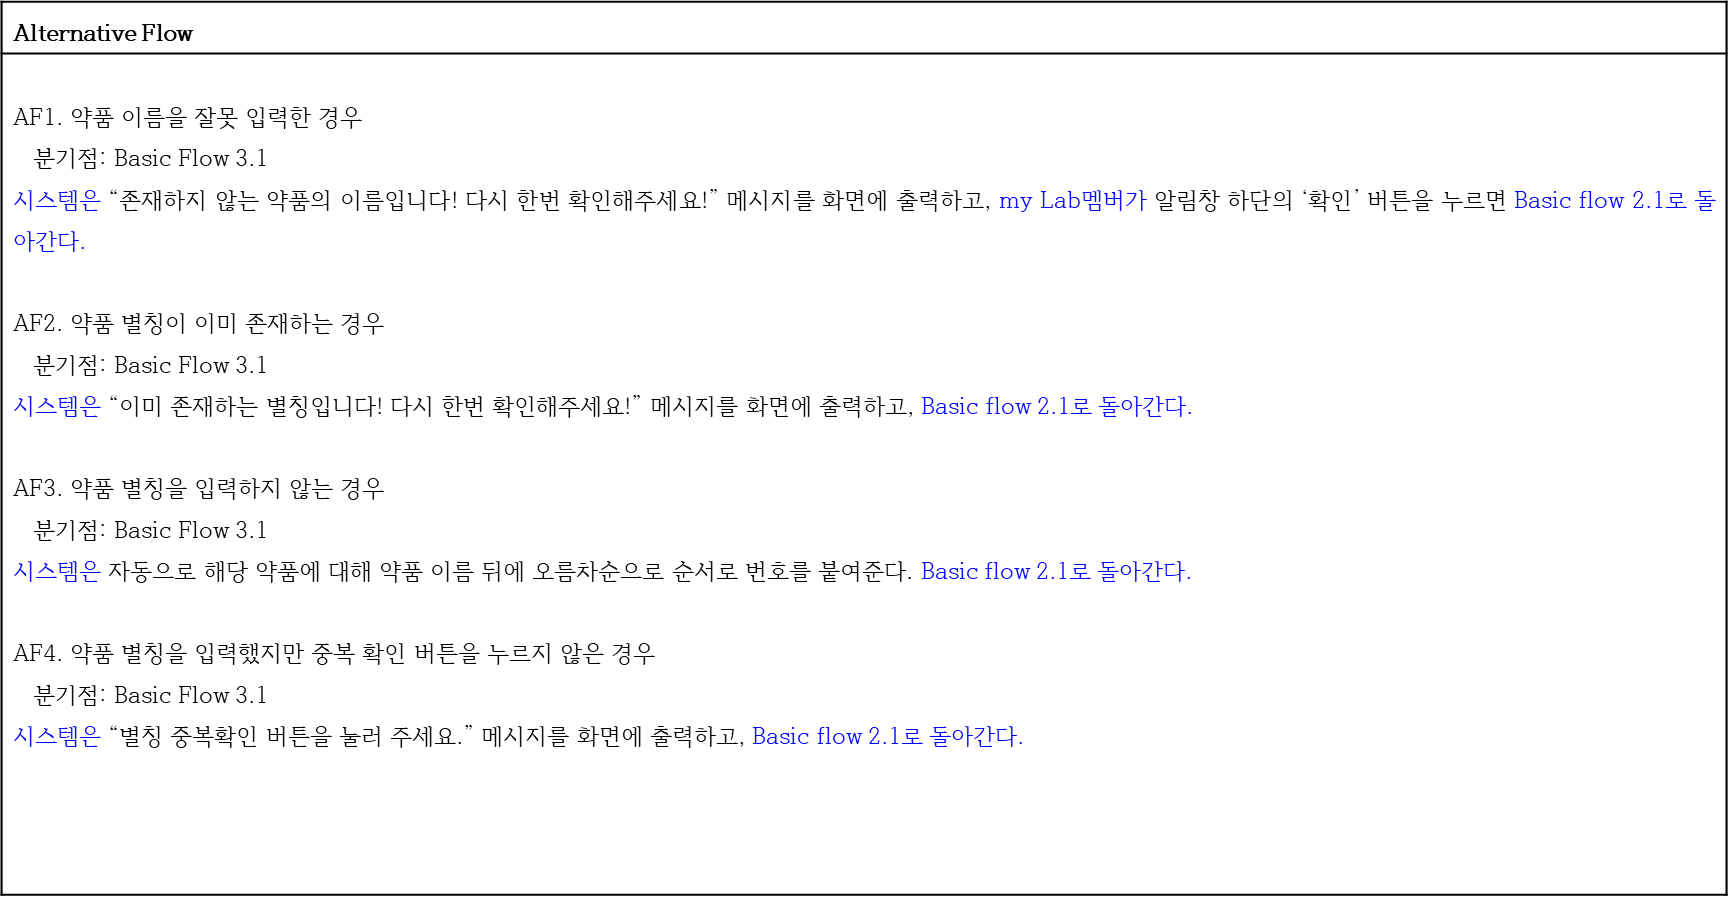 Alternative Flow
AF1. 약품 이름을 잘못 입력한 경우
분기점: Basic Flow 3.1
시스템은 “존재하지 않는 약품의 이름입니다! 다시 한번 확인해주세요!” 메시지를 화면에 출력하고, my Lab멤버가 알림창 하단의 ‘확인’ 버튼을 누르면 Basic flow 2.1로 돌
아간다.
AF2. 약품 별칭이 이미 존재하는 경우
분기점: Basic Flow 3.1
시스템은 “이미 존재하는 별칭입니다! 다시 한번 확인해주세요!” 메시지를 화면에 출력하고, Basic flow 2.1로 돌아간다.
AF3. 약품 별칭을 입력하지 않는 경우
분기점: Basic Flow 3.1
시스템은 자동으로 해당 약품에 대해 약품 이름 뒤에 오름차순으로 순서로 번호를 붙여준다. Basic flow 2.1로 돌아간다.
AF4. 약품 별칭을 입력했지만 중복 확인 버튼을 누르지 않은 경우
분기점: Basic Flow 3.1
시스템은 “별칭 중복확인 버튼을 눌러 주세요.” 메시지를 화면에 출력하고, Basic flow 2.1로 돌아간다.